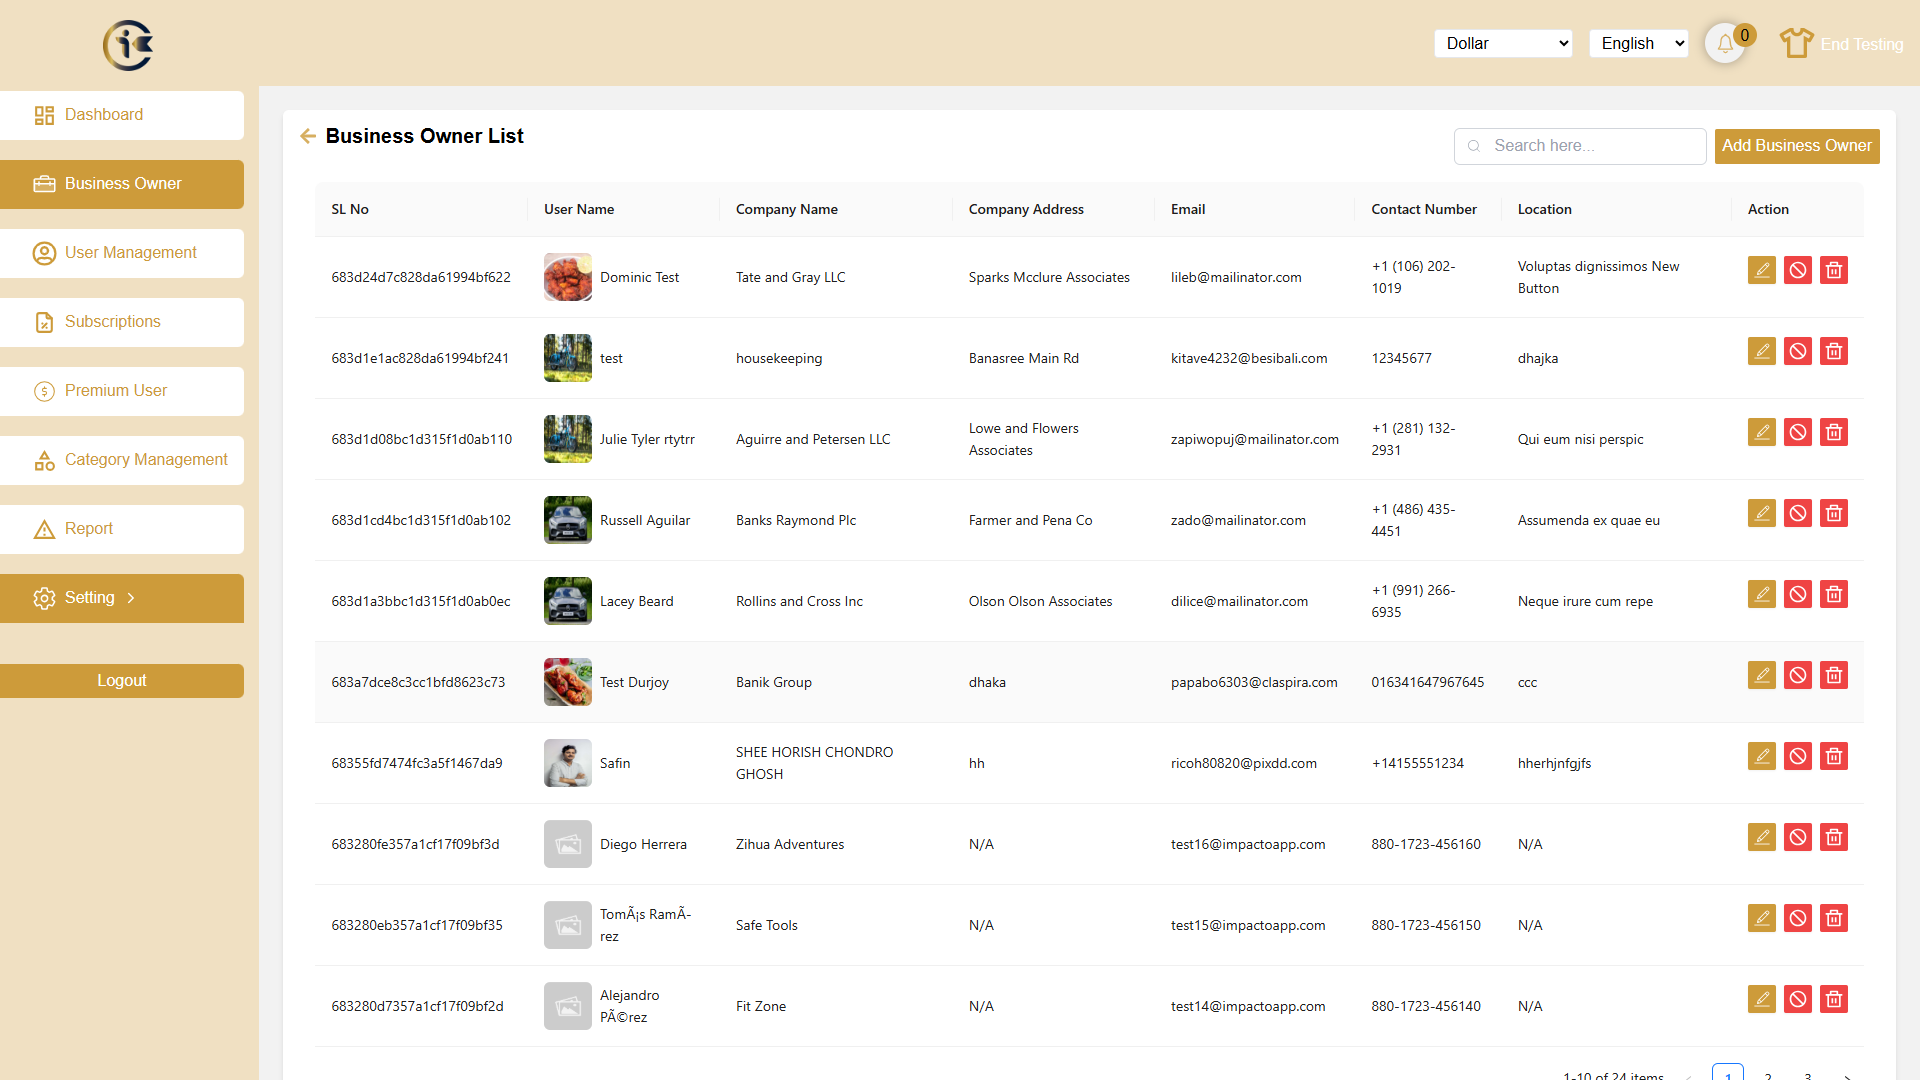 Dollar
English
0
End Testing
Dashboard
Business Owner
User Management
Subscriptions
Premium User
Category Management
Report
Setting
Logout
Business Owner List
Search here...
Add Business Owner
SL No User Name Company Name Company Address Email Contact Number Location Action
683d24d7c828da61994bf622 Dominic Test Tate and Gray LLC Sparks Mcclure Associates lileb@mailinator.com +1 (106) 202-
1019 Voluptas dignissimos New
Button
683d1e1ac828da61994bf241 test housekeeping Banasree Main Rd kitave4232@besibali.com 12345677 dhajka
683d1d08bc1d315f1d0ab110 Julie Tyler rtytrr Aguirre and Petersen LLC Lowe and Flowers
Associates zapiwopuj@mailinator.com +1 (281) 132-
2931 Qui eum nisi perspic
683d1cd4bc1d315f1d0ab102 Russell Aguilar Banks Raymond Plc Farmer and Pena Co zado@mailinator.com +1 (486) 435-
4451 Assumenda ex quae eu
683d1a3bbc1d315f1d0ab0ec Lacey Beard Rollins and Cross Inc Olson Olson Associates dilice@mailinator.com +1 (991) 266-
6935 Neque irure cum repe
683a7dce8c3cc1bfd8623c73 Test Durjoy Banik Group dhaka papabo6303@claspira.com 016341647967645 ccc
68355fd7474fc3a5f1467da9 Safin SHEE HORISH CHONDRO
GHOSH hh ricoh80820@pixdd.com +14155551234 hherhjnfgjfs
683280fe357a1cf17f09bf3d Diego Herrera Zihua Adventures N/A test16@impactoapp.com 880-1723-456160 N/A
683280eb357a1cf17f09bf35 TomÃ¡s RamÃ-
rez Safe Tools N/A test15@impactoapp.com 880-1723-456150 N/A
683280d7357a1cf17f09bf2d Alejandro
PÃ©rez Fit Zone N/A test14@impactoapp.com 880-1723-456140 N/A
1-10 of 24 items 1 2 3